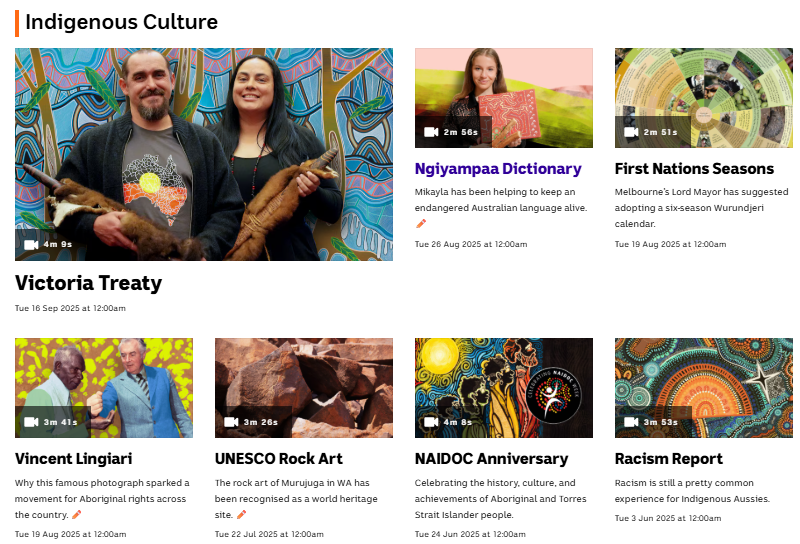 Indigenous Culture
4m 9s
Victoria Treaty
Tue 16 Sep 2025 at 12:00am
2m 56s
Ngiyampaa Dictionary
Mikayla has been helping to keep an
endangered Australian language alive.
Tue 26 Aug 2025 at 12:00am
2m 51s
First Nations Seasons
Melbourne's Lord Mayor has suggested
adopting a six-season Wurundjeri
calendar.
Tue 19 Aug 2025 at 12:00am
3m 41s
Vincent Lingiari
Why this famous photograph sparked a
movement for Aboriginal rights across
the country.
Tue 19 Aug 2025 at 12:00am
3m 26s
UNESCO Rock Art
The rock art of Murujuga in WA has
been recognised as a world heritage
site.
Tue 22 Jul 2025 at 12:00am
CELEBRATING NAIDOC WEEK
4m 8s
NAIDOC Anniversary
Celebrating the history, culture, and
achievements of Aboriginal and Torres
Strait Islander people.
Tue 24 Jun 2025 at 12:00am
3m 53s
Racism Report
Racism is still a pretty common
experience for Indigenous Aussies.
Tue 3 Jun 2025 at 12:00am